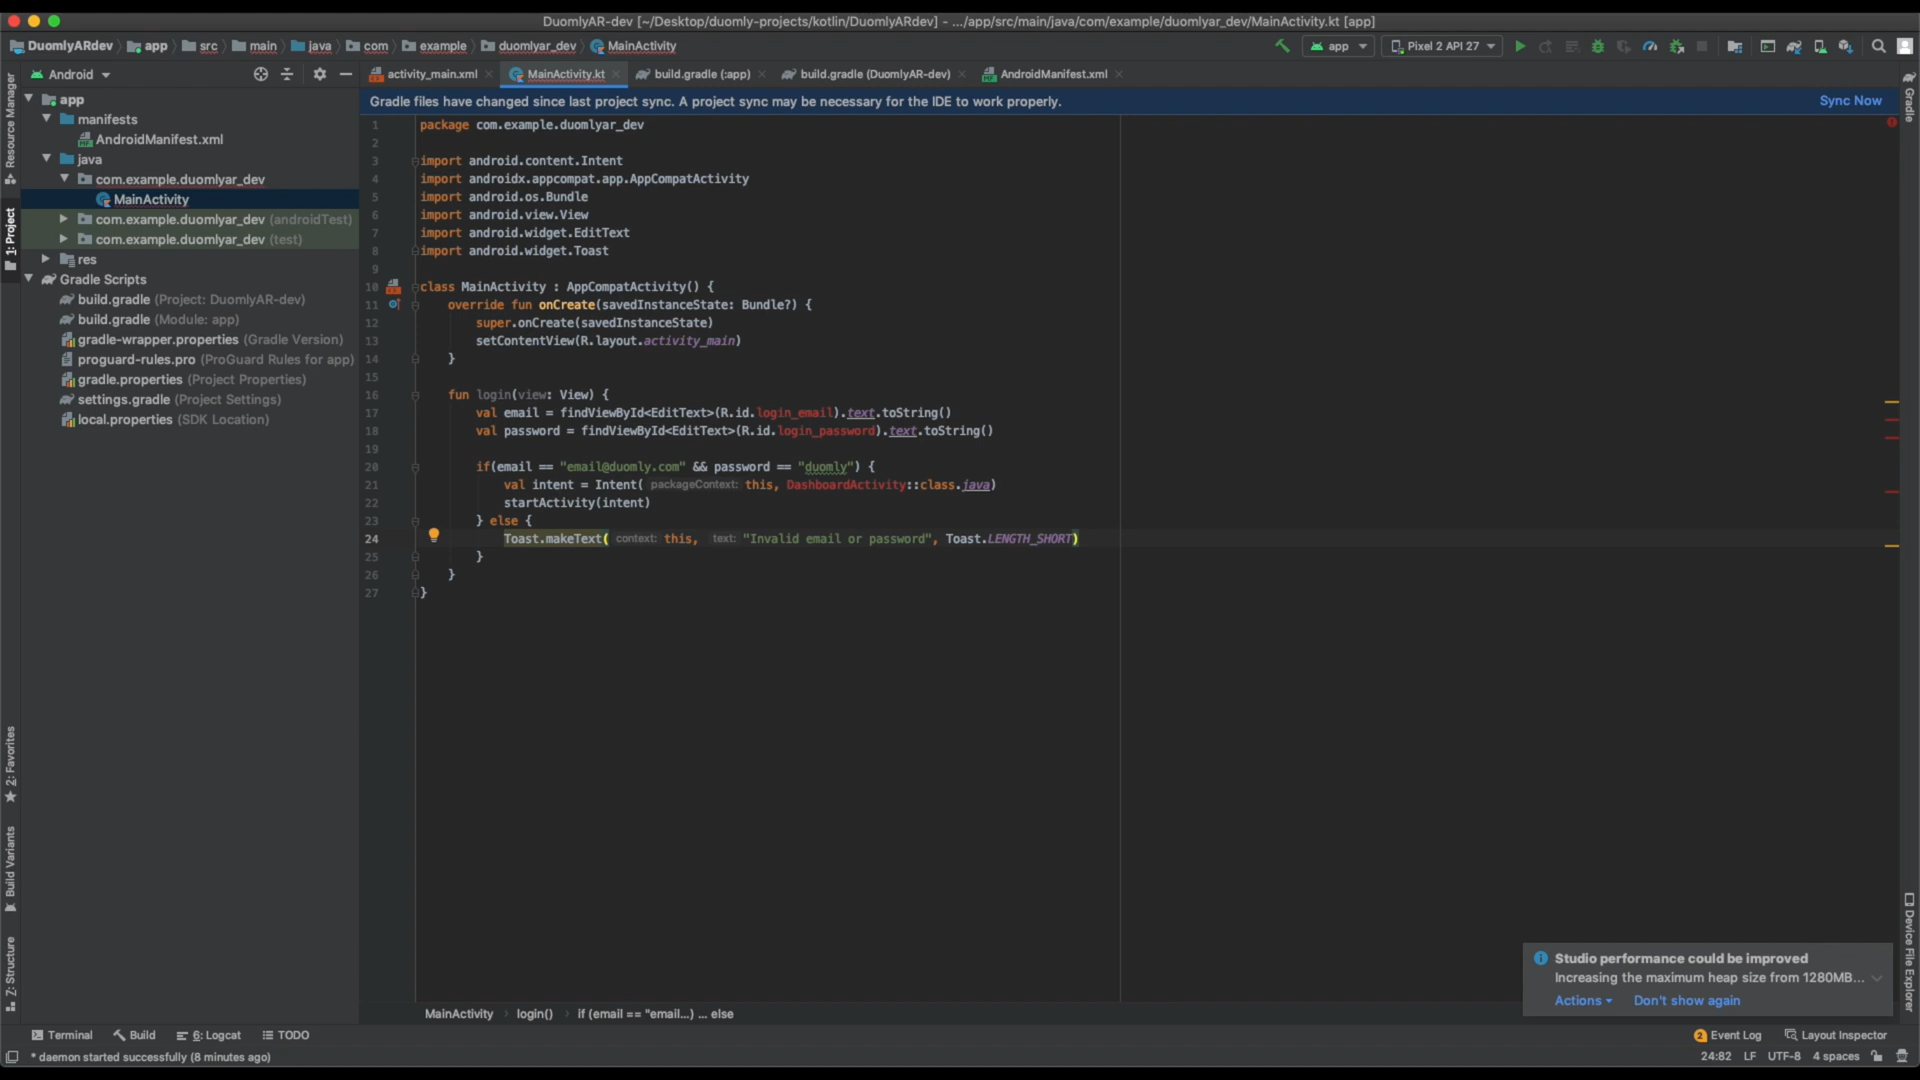 DuomlyAR-dev [~/Desktop/duomly-projects/kotlin/DuomlyARdev] - .../app/src/main/java/com/example/duomlyar_dev/MainActivity.kt [app]
DuomlyARdev app src main java com example duomlyar_dev MainActivity app Pixel 2 API 27
Android activity_main.xml MainActivity.kt build.gradle (:app) build.gradle (DuomlyAR-dev) AndroidManifest.xml
Gradle files have changed since last project sync. A project sync may be necessary for the IDE to work properly. Sync Now
Resource Manager
1: Project
2: Favorites
Build Variants
Z: Structure
app
manifests
AndroidManifest.xml
java
com.example.duomlyar_dev
MainActivity
com.example.duomlyar_dev (androidTest)
com.example.duomlyar_dev (test)
res
Gradle Scripts
build.gradle (Project: DuomlyAR-dev)
build.gradle (Module: app)
gradle-wrapper.properties (Gradle Version)
proguard-rules.pro (ProGuard Rules for app)
gradle.properties (Project Properties)
settings.gradle (Project Settings)
local.properties (SDK Location)
1 package com.example.duomlyar_dev
2
3 import android.content.Intent
4 import androidx.appcompat.app.AppCompatActivity
5 import android.os.Bundle
6 import android.view.View
7 import android.widget.EditText
8 import android.widget.Toast
9
10 class MainActivity : AppCompatActivity() {
11 override fun onCreate(savedInstanceState: Bundle?) {
12 super.onCreate(savedInstanceState)
13 setContentView(R.layout.activity_main)
14 }
15
16 fun login(view: View) {
17 val email = findViewById<EditText>(R.id.login_email).text.toString()
18 val password = findViewById<EditText>(R.id.login_password).text.toString()
19
20 if(email == "email@duomly.com" && password == "duomly") {
21 val intent = Intent( packageContext: this, DashboardActivity::class.java)
22 startActivity(intent)
23 } else {
24 Toast.makeText( context: this, text: "Invalid email or password", Toast.LENGTH_SHORT)
25 }
26 }
27 }
Gradle
Device File Explorer
Studio performance could be improved
Increasing the maximum heap size from 1280MB...
Actions Don't show again
MainActivity login() if (email == "email...) ... else
Terminal Build 6: Logcat TODO 2 Event Log Layout Inspector
* daemon started successfully (8 minutes ago) 24:82 LF UTF-8 4 spaces